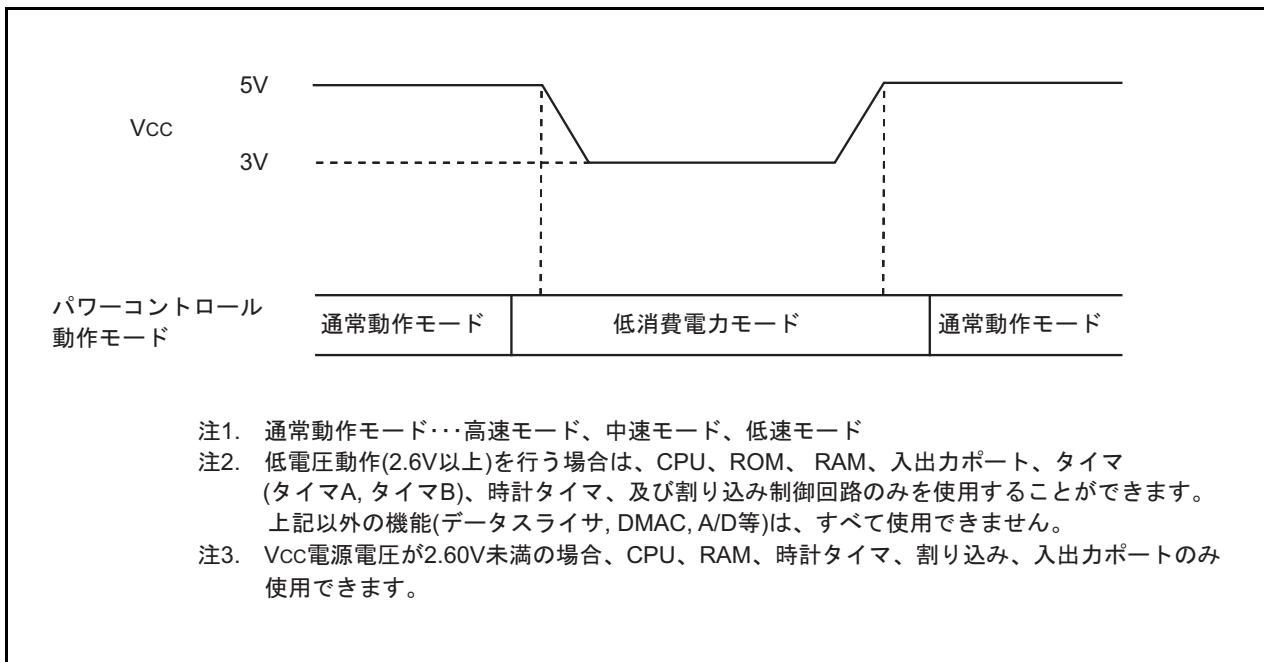 5V
Vcc
3V
パワーコントロール
動作モード
通常動作モード 低消費電力モード 通常動作モード
注1. 通常動作モード･･･高速モード、中速モード、低速モード
注2. 低電圧動作(2.6V以上)を行う場合は、CPU、ROM、 RAM、入出力ポート、タイマ
(タイマA, タイマB)、時計タイマ、及び割り込み制御回路のみを使用することができます。
上記以外の機能(データスライサ, DMAC, A/D等)は、すべて使用できません。
注3. Vcc電源電圧が2.60V未満の場合、CPU、RAM、時計タイマ、割り込み、入出力ポートのみ
使用できます。